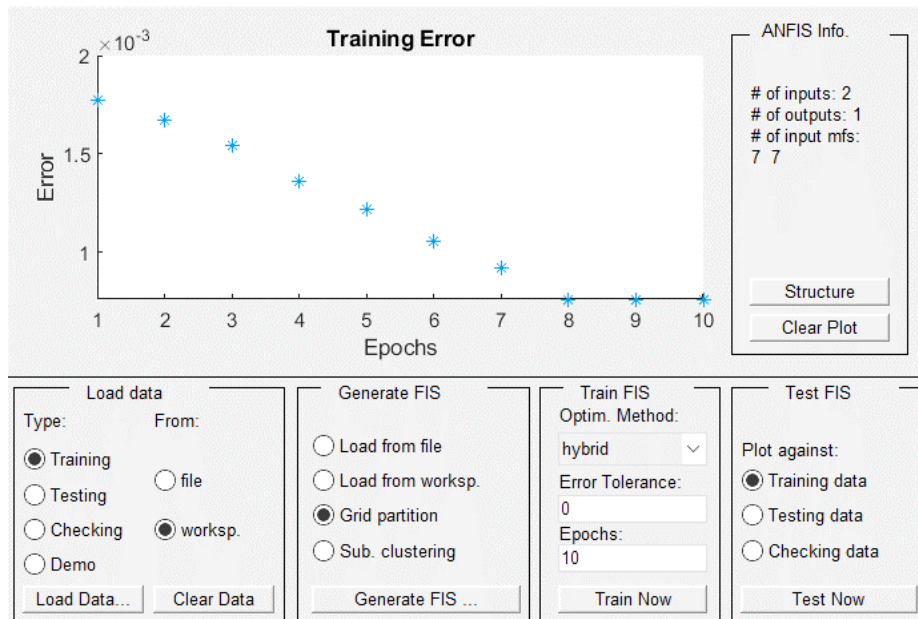 Training Error
×10⁻³
2
1.5
1
Error
1 2 3 4 5 6 7 8 9 10
Epochs
ANFIS Info.
# of inputs: 2
# of outputs: 1
# of input mfs:
7 7
Structure
Clear Plot
Load data
Type:
From:
Training
Testing
Checking
Demo
file
worksp.
Load Data...
Clear Data
Generate FIS
Load from file
Load from worksp.
Grid partition
Sub. clustering
Generate FIS ...
Train FIS
Optim. Method:
hybrid
Error Tolerance:
0
Epochs:
10
Train Now
Test FIS
Plot against:
Training data
Testing data
Checking data
Test Now